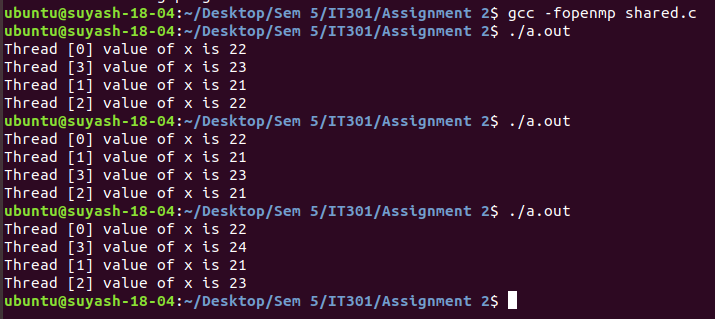 ubuntu@suyash-18-04:~/Desktop/Sem 5/IT301/Assignment 2$ gcc -fopenmp shared.c
ubuntu@suyash-18-04:~/Desktop/Sem 5/IT301/Assignment 2$ ./a.out
Thread [0] value of x is 22
Thread [3] value of x is 23
Thread [1] value of x is 21
Thread [2] value of x is 22
ubuntu@suyash-18-04:~/Desktop/Sem 5/IT301/Assignment 2$ ./a.out
Thread [0] value of x is 22
Thread [1] value of x is 21
Thread [3] value of x is 23
Thread [2] value of x is 21
ubuntu@suyash-18-04:~/Desktop/Sem 5/IT301/Assignment 2$ ./a.out
Thread [0] value of x is 22
Thread [3] value of x is 24
Thread [1] value of x is 21
Thread [2] value of x is 23
ubuntu@suyash-18-04:~/Desktop/Sem 5/IT301/Assignment 2$